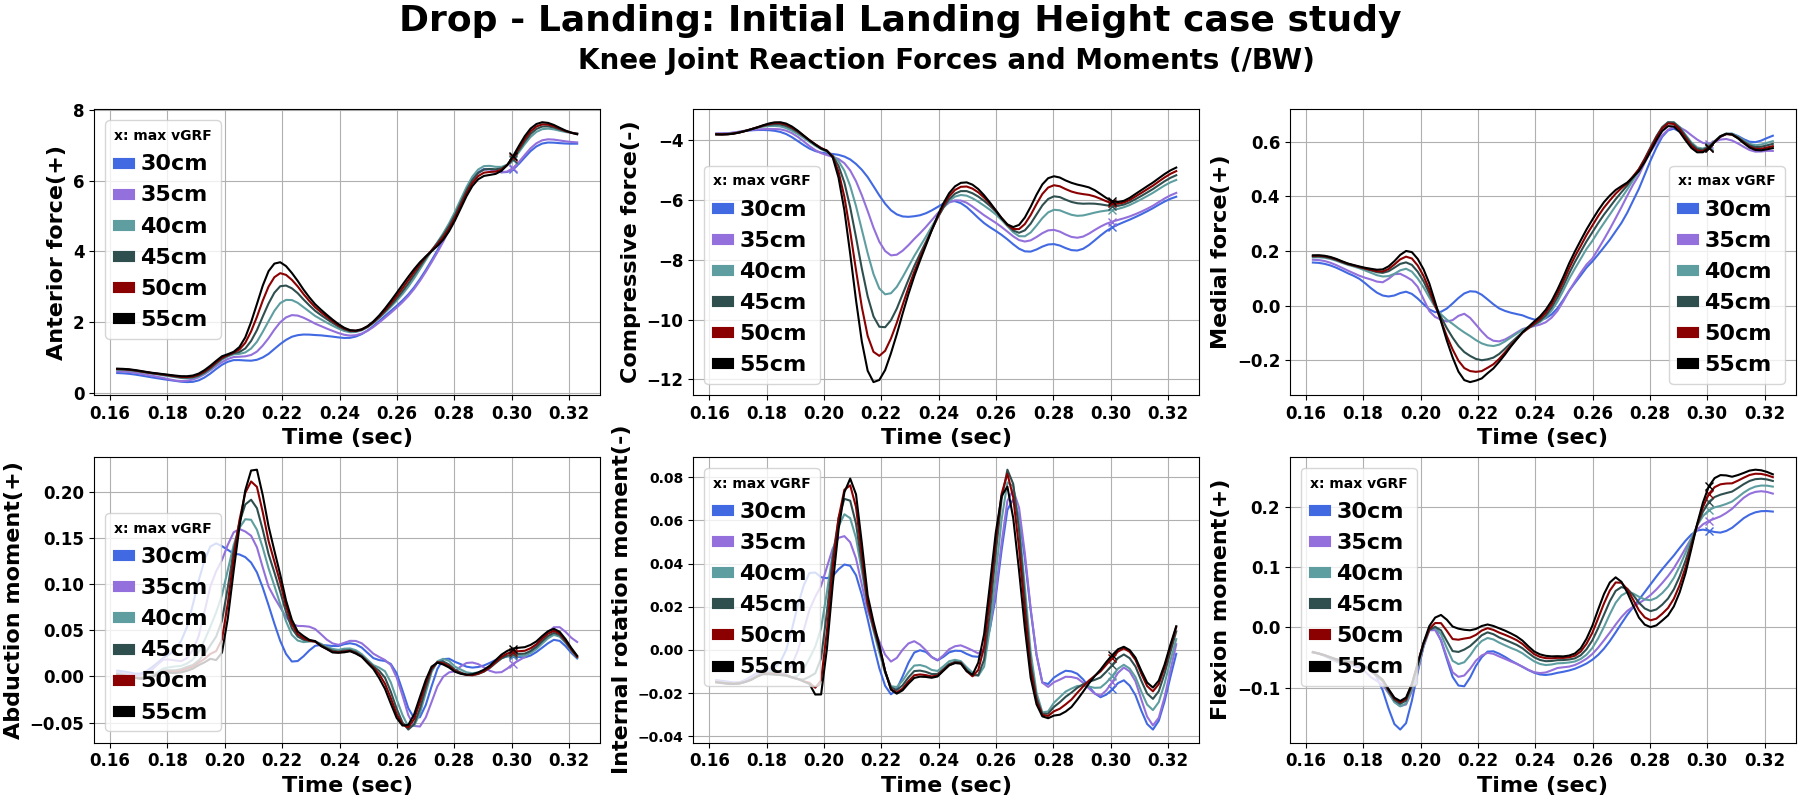 Drop - Landing: Initial Landing Height case study
Knee Joint Reaction Forces and Moments (/BW)
Anterior force(+)
8
6
4
2
0
x: max vGRF
30cm
35cm
40cm
45cm
50cm
55cm
0.16 0.18 0.20 0.22 0.24 0.26 0.28 0.30 0.32
Time (sec)
Compressive force(-)
−4
−6
−8
−10
−12
x: max vGRF
30cm
35cm
40cm
45cm
50cm
55cm
0.16 0.18 0.20 0.22 0.24 0.26 0.28 0.30 0.32
Time (sec)
Medial force(+)
0.6
0.4
0.2
0.0
−0.2
x: max vGRF
30cm
35cm
40cm
45cm
50cm
55cm
0.16 0.18 0.20 0.22 0.24 0.26 0.28 0.30 0.32
Time (sec)
Abduction moment(+)
0.20
0.15
0.10
0.05
0.00
−0.05
x: max vGRF
30cm
35cm
40cm
45cm
50cm
55cm
0.16 0.18 0.20 0.22 0.24 0.26 0.28 0.30 0.32
Time (sec)
Internal rotation moment(-)
0.08
0.06
0.04
0.02
0.00
−0.02
−0.04
x: max vGRF
30cm
35cm
40cm
45cm
50cm
55cm
0.16 0.18 0.20 0.22 0.24 0.26 0.28 0.30 0.32
Time (sec)
Flexion moment(+)
0.2
0.1
0.0
−0.1
x: max vGRF
30cm
35cm
40cm
45cm
50cm
55cm
0.16 0.18 0.20 0.22 0.24 0.26 0.28 0.30 0.32
Time (sec)